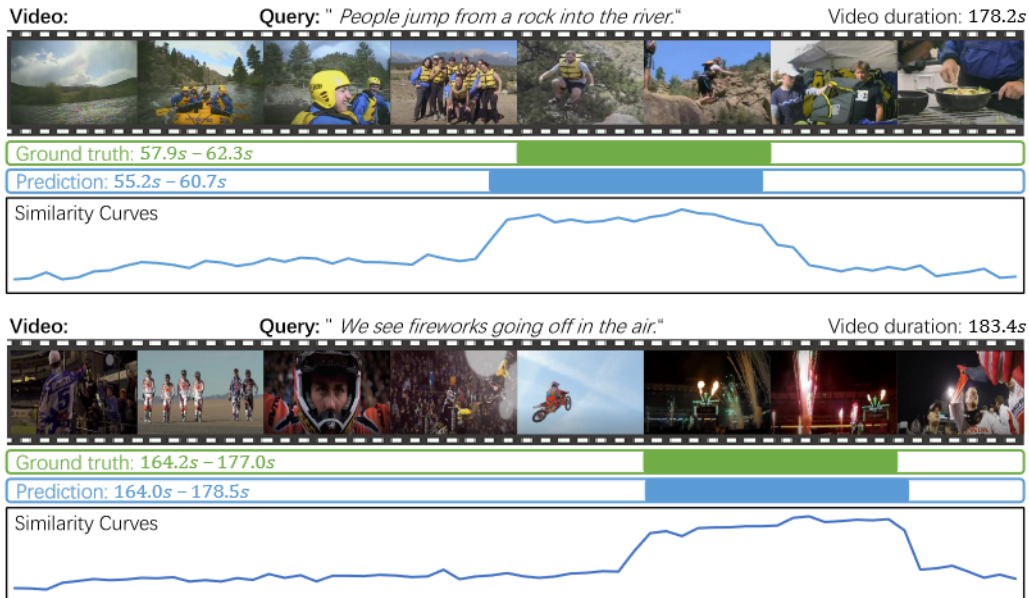 Video: Query: " People jump from a rock into the river.“ Video duration: 178.2s
Ground truth: 57.9s – 62.3s
Prediction: 55.2s – 60.7s
Similarity Curves
Video: Query: " We see fireworks going off in the air.“ Video duration: 183.4s
Ground truth: 164.2s – 177.0s
Prediction: 164.0s – 178.5s
Similarity Curves